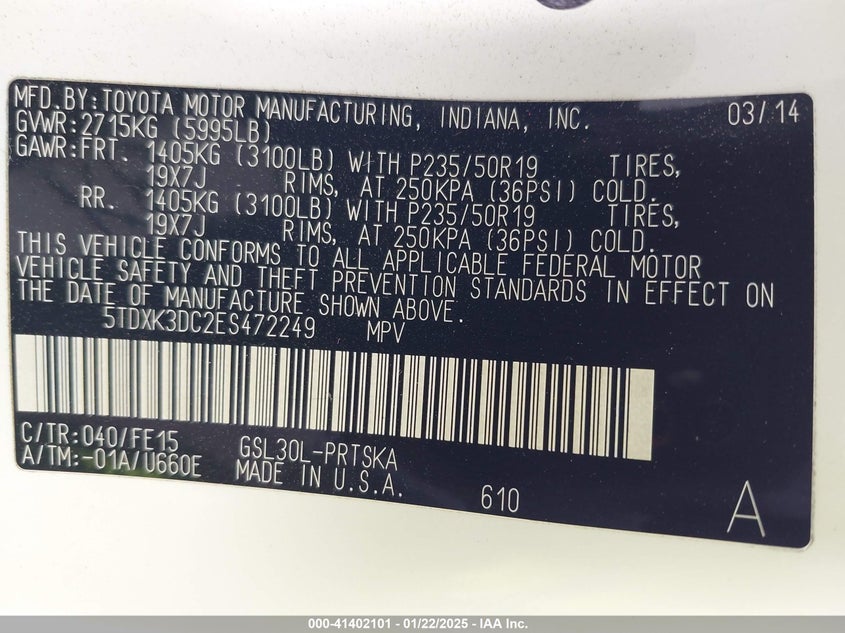 MFD.BY:TOYOTA MOTOR MANUFACTURING, INDIANA, INC. 03/14
GVWR:2715KG (5995LB)
GAWR:FRT. 1405KG (3100LB) WITH P235/50R19 TIRES,
19X7J RIMS, AT 250KPA (36PSI) COLD.
RR. 1405KG (3100LB) WITH P235/50R19 TIRES,
19X7J RIMS, AT 250KPA (36PSI) COLD.
THIS VEHICLE CONFORMS TO ALL APPLICABLE FEDERAL MOTOR
VEHICLE SAFETY AND THEFT PREVENTION STANDARDS IN EFFECT ON
THE DATE OF MANUFACTURE SHOWN ABOVE.
5TDXK3DC2ES472249 MPV
C/TR:040/FE15 GSL30L-PRTSKA
A/TM:-01A/U660E MADE IN U.S.A. 610 A
000-41402101 - 01/22/2025 - IAA Inc.